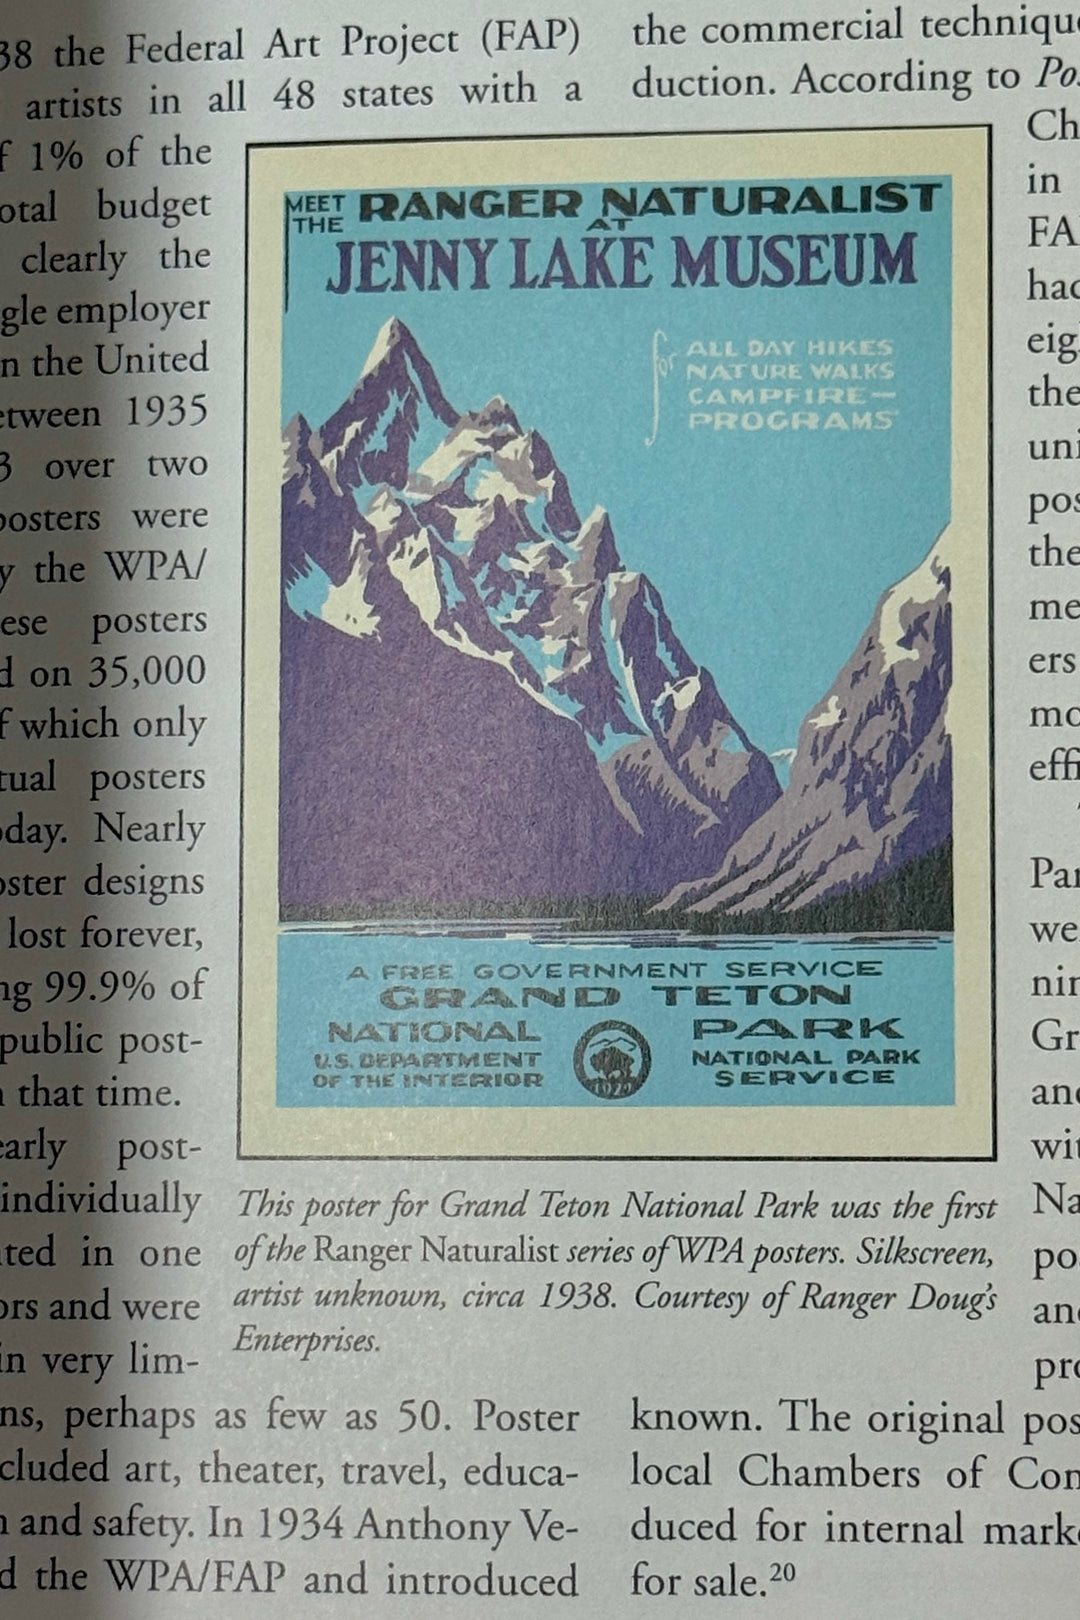 38 the Federal Art Project (FAP)
artists in all 48 states with a
f 1% of the
otal budget
clearly the
gle employer
n the United
etween 1935
3 over two
posters were
y the WPA/
ese posters
d on 35,000
f which only
tual posters
oday. Nearly
oster designs
lost forever,
ng 99.9% of
public post-
n that time.
early post-
individually
nted in one
ors and were
in very lim-
ns, perhaps as few as 50. Poster
cluded art, theater, travel, educa-
n and safety. In 1934 Anthony Ve-
d the WPA/FAP and introduced
MEET THE RANGER NATURALIST
AT
JENNY LAKE MUSEUM
for ALL DAY HIKES
NATURE WALKS
CAMPFIRE—
PROGRAMS
A FREE GOVERNMENT SERVICE
GRAND TETON
NATIONAL PARK
U.S. DEPARTMENT
OF THE INTERIOR
NATIONAL PARK
SERVICE
1929
This poster for Grand Teton National Park was the first
of the Ranger Naturalist series of WPA posters. Silkscreen,
artist unknown, circa 1938. Courtesy of Ranger Doug's
Enterprises.
the commercial technique
duction. According to Po
Ch
in
FA
had
eig
the
uni
pos
the
me
ers
mo
effi
Par
we
nin
Gr
and
wit
Na
po
and
pro
known. The original pos
local Chambers of Com
duced for internal marke
for sale.20